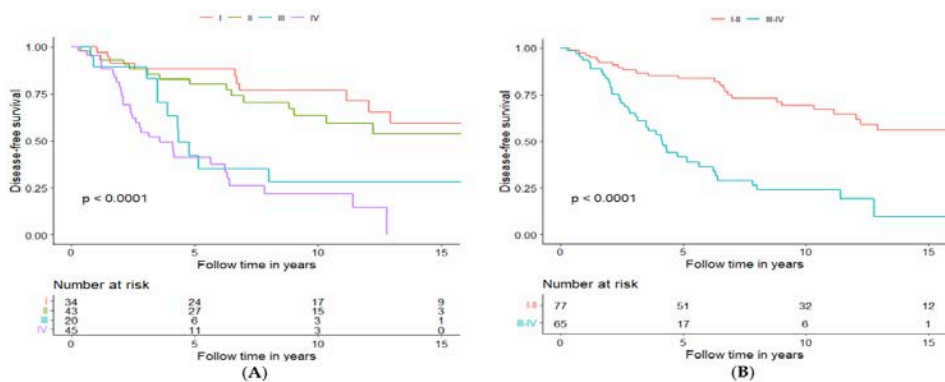 I II III IV
Disease-free survival
1.00
0.75
0.50
0.25
0.00
p < 0.0001
0 5 10 15
Follow time in years
Number at risk
I 34 24 17 9
II 43 27 15 3
III 20 6 3 1
IV 45 11 3 0
0 5 10 15
Follow time in years
(A)
I-II III-IV
Disease-free survival
1.00
0.75
0.50
0.25
0.00
p < 0.0001
0 5 10 15
Follow time in years
Number at risk
I-II 77 51 32 12
III-IV 65 17 6 1
0 5 10 15
Follow time in years
(B)